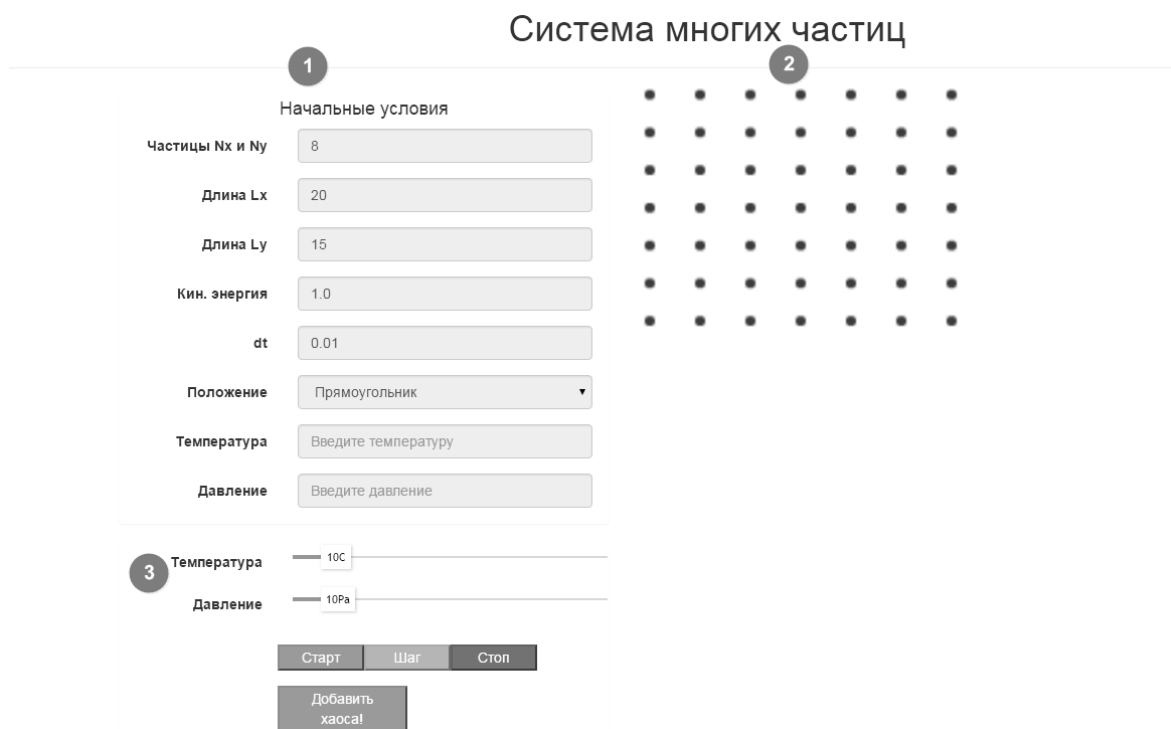 Система многих частиц
1
2
Начальные условия
Частицы Nx и Ny 8
Длина Lx 20
Длина Ly 15
Кин. энергия 1.0
dt 0.01
Положение Прямоугольник
Температура Введите температуру
Давление Введите давление
3
Температура 10C
Давление 10Pa
Старт Шаг Стоп
Добавить
хаоса!